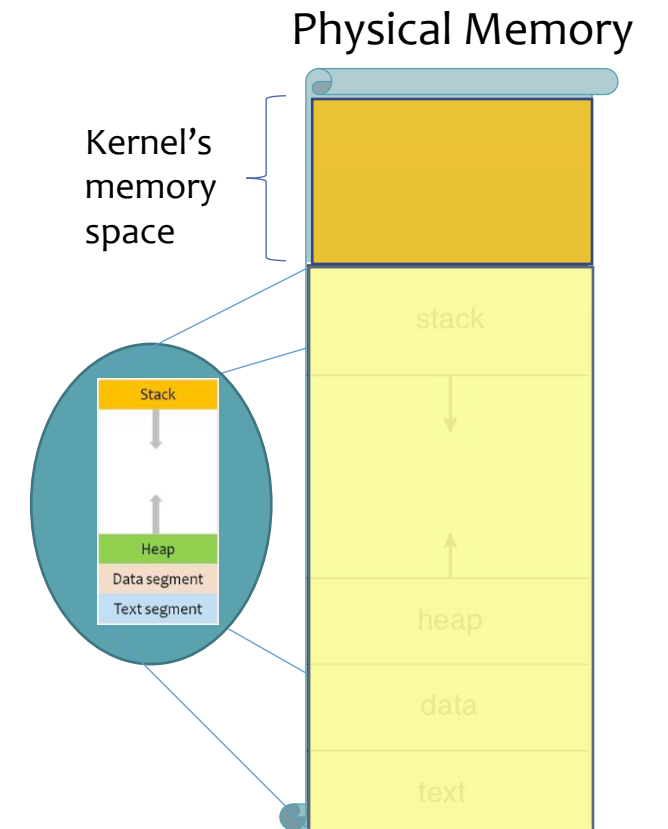 Physical Memory
Kernel's
memory
space
stack
Stack
Heap
Data segment
Text segment
heap
data
text